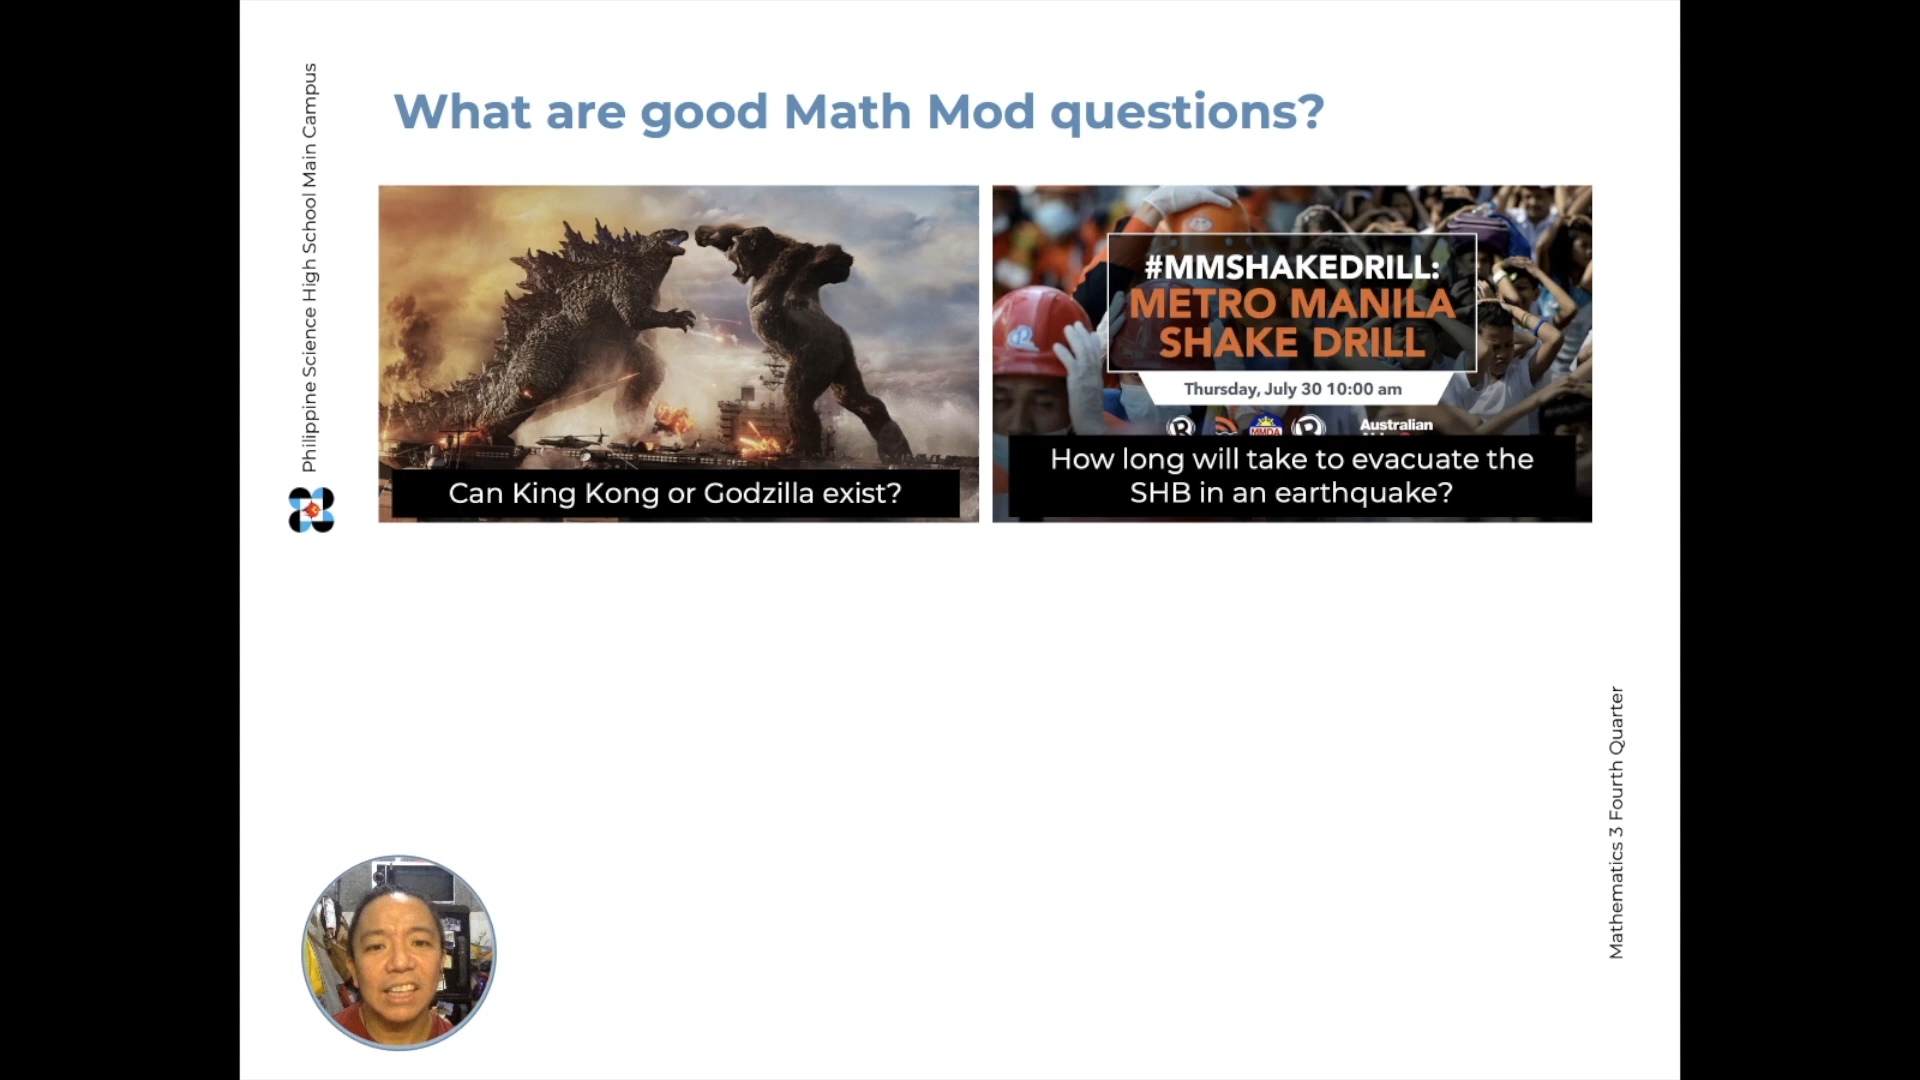 Philippine Science High School Main Campus
What are good Math Mod questions?
Can King Kong or Godzilla exist?
#MMSHAKEDRILL:
METRO MANILA
SHAKE DRILL
Thursday, July 30 10:00 am
MMDA
Australian
How long will take to evacuate the
SHB in an earthquake?
Mathematics 3 Fourth Quarter